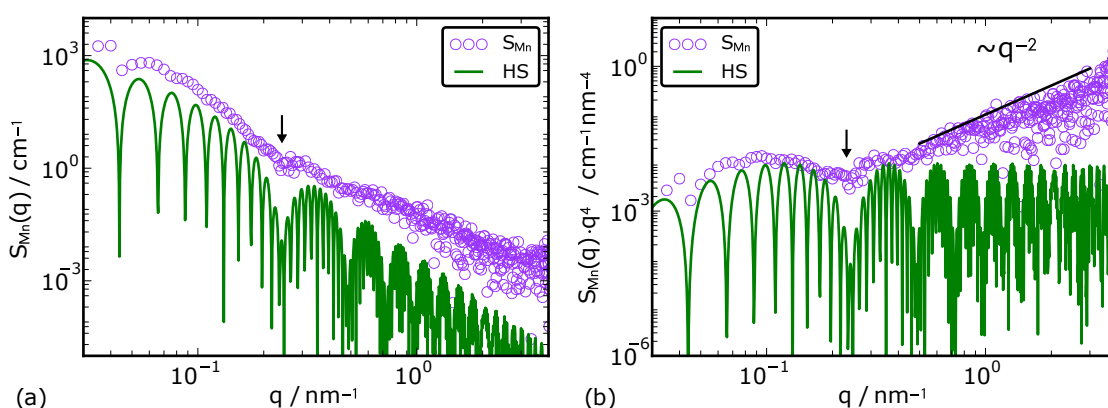 10³
10⁰
10⁻³
S_Mn(q) / cm⁻¹
S_Mn
HS
10⁻¹
10⁰
q / nm⁻¹
(a)
10⁰
10⁻³
10⁻⁶
S_Mn(q)·q⁴ / cm⁻¹nm⁻⁴
S_Mn
HS
~q⁻²
10⁻¹
10⁰
q / nm⁻¹
(b)